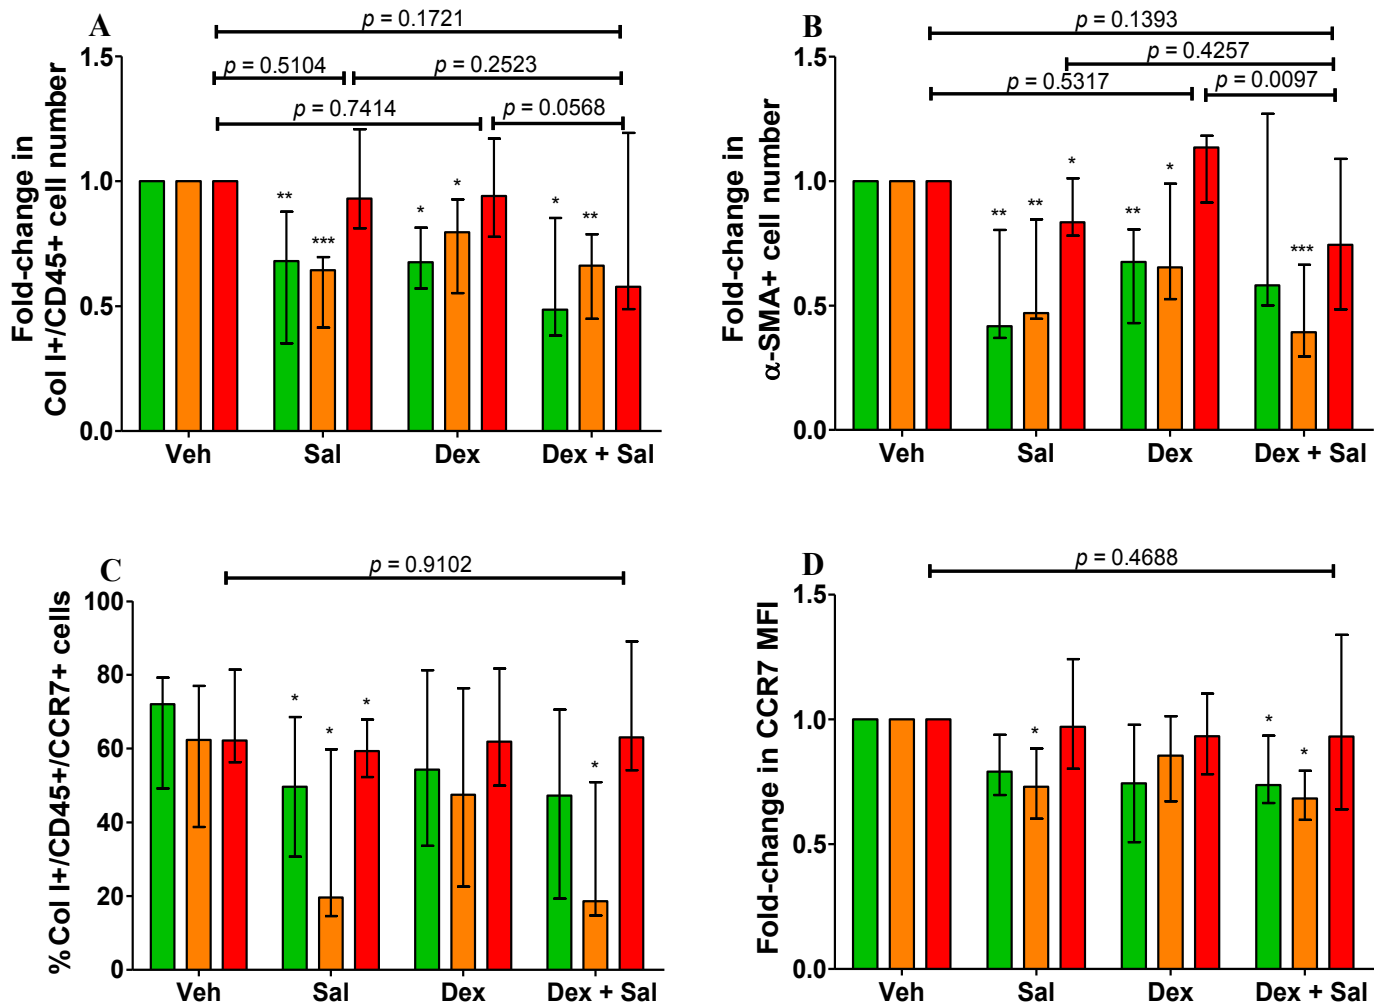 A
p = 0.1721
p = 0.5104
p = 0.2523
p = 0.7414
p = 0.0568
Fold-change in
Col I+/CD45+ cell number
1.5
1.0
0.5
0.0
**
***
*
*
*
**
Veh Sal Dex Dex + Sal
B
p = 0.1393
p = 0.4257
p = 0.5317
p = 0.0097
Fold-change in
α-SMA+ cell number
1.5
1.0
0.5
0.0
**
**
*
**
*
***
Veh Sal Dex Dex + Sal
C
p = 0.9102
% Col I+/CD45+/CCR7+ cells
100
80
60
40
20
0
*
*
*
*
Veh Sal Dex Dex + Sal
D
p = 0.4688
Fold-change in CCR7 MFI
1.5
1.0
0.5
0.0
*
*
*
Veh Sal Dex Dex + Sal